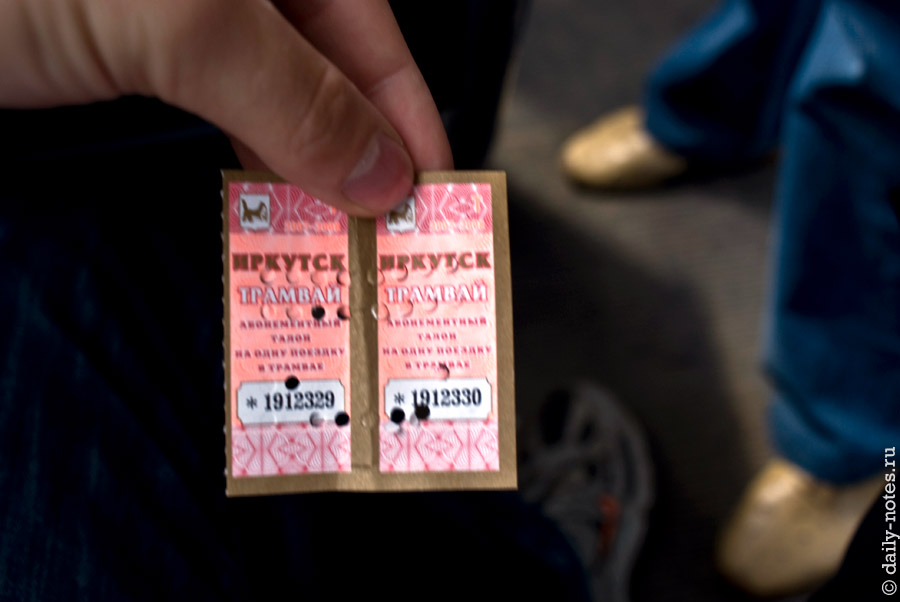 ИРКУТСК
ТРАМВАЙ
АБОНЕМЕНТНЫЙ
ТАЛОН
НА ОДНУ ПОЕЗДКУ
В ТРАМВАЕ
* 1912329
ИРКУТСК
ТРАМВАЙ
АБОНЕМЕНТНЫЙ
ТАЛОН
НА ОДНУ ПОЕЗДКУ
В ТРАМВАЕ
* 1912330
© daily-notes.ru